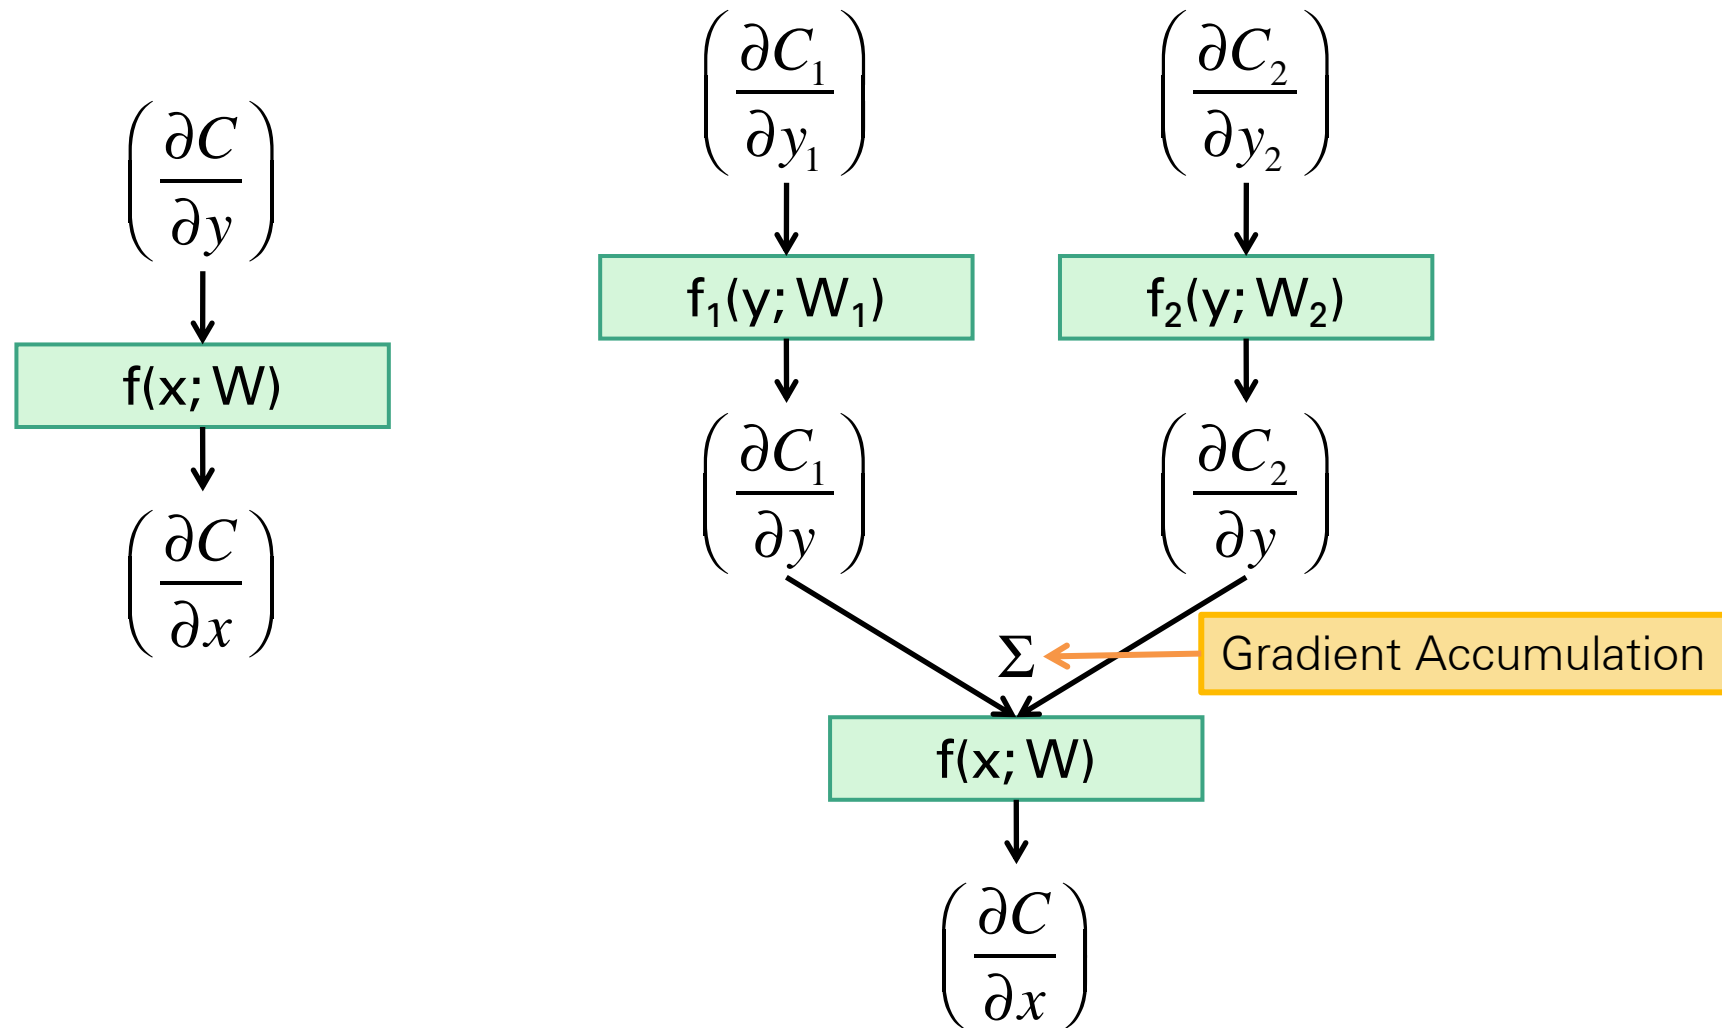 (∂C/∂y)
f(x; W)
(∂C/∂x)
(∂C₁/∂y₁)
f₁(y; W₁)
(∂C₁/∂y)
(∂C₂/∂y₂)
f₂(y; W₂)
(∂C₂/∂y)
Σ
Gradient Accumulation
f(x; W)
(∂C/∂x)